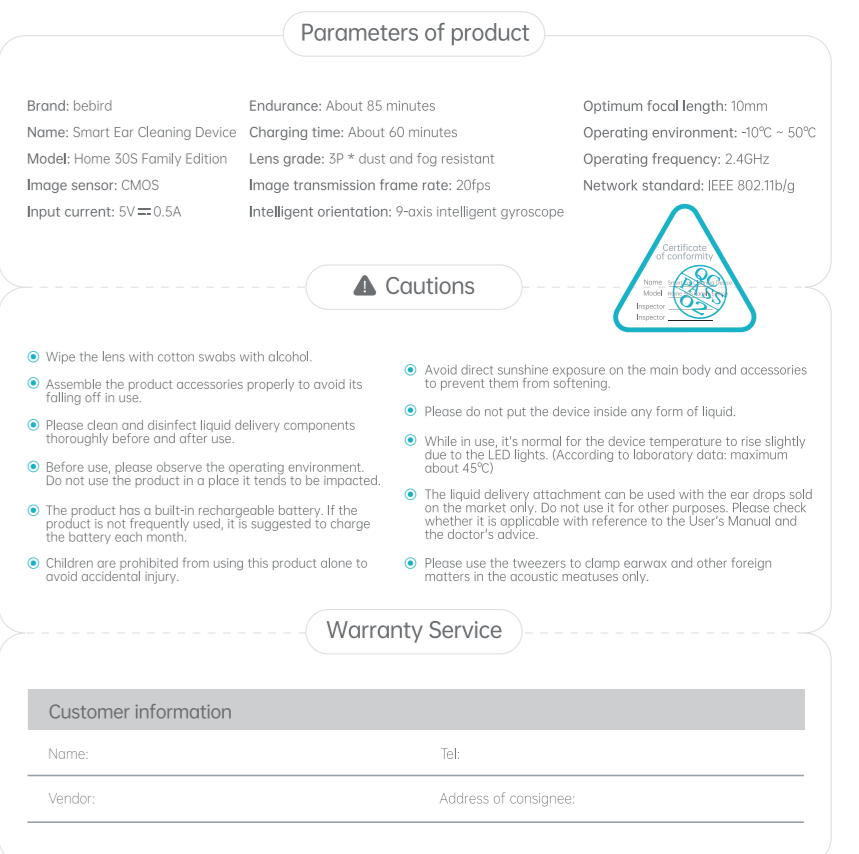 Parameters of product
Brand: bebird
Name: Smart Ear Cleaning Device
Model: Home 30S Family Edition
Image sensor: CMOS
Input current: 5V⎓0.5A
Endurance: About 85 minutes
Charging time: About 60 minutes
Lens grade: 3P * dust and fog resistant
Image transmission frame rate: 20fps
Intelligent orientation: 9-axis intelligent gyroscope
Optimum focal length: 10mm
Operating environment: -10℃ ~ 50℃
Operating frequency: 2.4GHz
Network standard: IEEE 802.11b/g
Certificate
of conformity
Name
Model
Inspector
Inspector
QC
PASS
02
Cautions
Wipe the lens with cotton swabs with alcohol.
Assemble the product accessories properly to avoid its
falling off in use.
Please clean and disinfect liquid delivery components
thoroughly before and after use.
Before use, please observe the operating environment.
Do not use the product in a place it tends to be impacted.
The product has a built-in rechargeable battery. If the
product is not frequently used, it is suggested to charge
the battery each month.
Children are prohibited from using this product alone to
avoid accidental injury.
Avoid direct sunshine exposure on the main body and accessories
to prevent them from softening.
Please do not put the device inside any form of liquid.
While in use, it's normal for the device temperature to rise slightly
due to the LED lights. (According to laboratory data: maximum
about 45℃)
The liquid delivery attachment can be used with the ear drops sold
on the market only. Do not use it for other purposes. Please check
whether it is applicable with reference to the User's Manual and
the doctor's advice.
Please use the tweezers to clamp earwax and other foreign
matters in the acoustic meatuses only.
Warranty Service
Customer information
Name:
Tel:
Vendor:
Address of consignee: